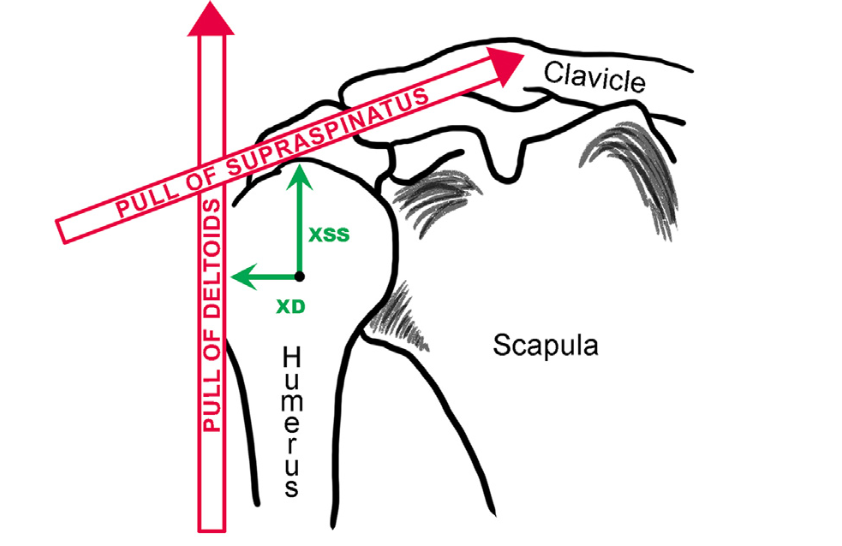 Clavicle
PULL OF SUPRASPINATUS
PULL OF DELTOIDS
XSS
XD
Humerus
Scapula